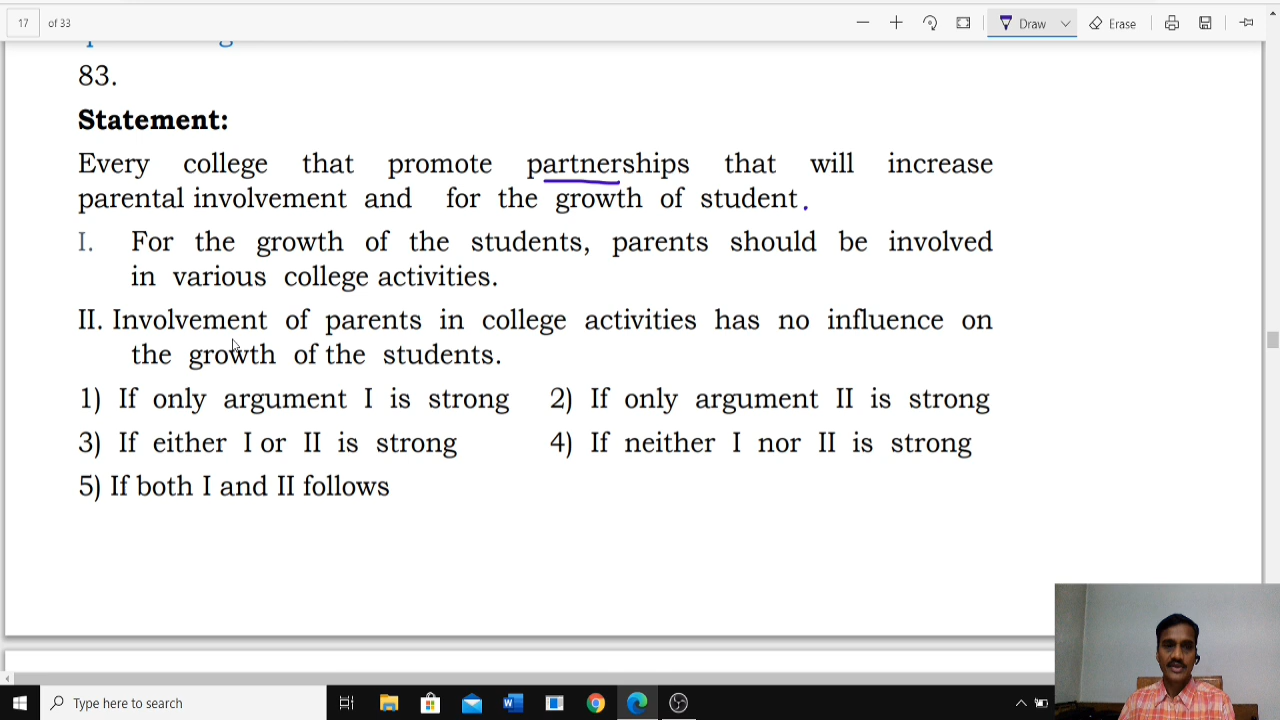 17 of 33
Draw
Erase
83.
Statement:
Every college that promote partnerships that will increase
parental involvement and for the growth of student.
I. For the growth of the students, parents should be involved
in various college activities.
II. Involvement of parents in college activities has no influence on
the growth of the students.
1) If only argument I is strong 2) If only argument II is strong
3) If either I or II is strong 4) If neither I nor II is strong
5) If both I and II follows
Type here to search